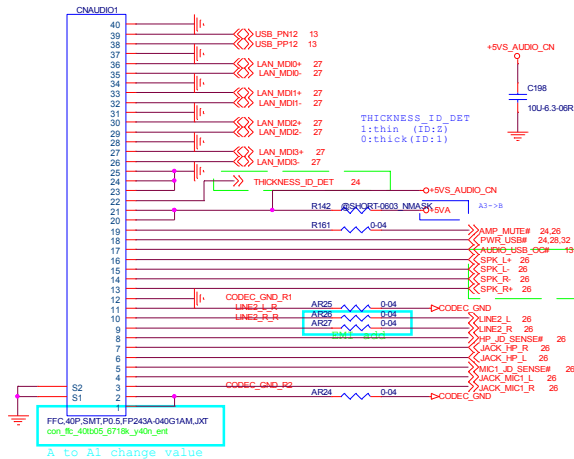 CNAUDIO1
40
39 USB_PN12 13
38 USB_PP12 13
37
36 LAN_MDI0+ 27
35 LAN_MDI0- 27
34
33 LAN_MDI1+ 27
32 LAN_MDI1- 27
31
30 LAN_MDI2+ 27
29 LAN_MDI2- 27
28
27 LAN_MDI3+ 27
26 LAN_MDI3- 27
25
24 THICKNESS_ID_DET 24
23 +5VS_AUDIO_CN
22
21 R142 @SHORT-0603_NMASK +5VA A3->B
20
19 R161 0-04 AMP_MUTE# 24,26
18 PWR_USB# 24,28,32
17 AUDIO_USB_OC# 13
16 SPK_L+ 26
15 SPK_L- 26
14 SPK_R- 26
13 SPK_R+ 26
12 CODEC_GND_R1 AR25 0-04 CODEC_GND
11 LINE2_L_R AR26 0-04 LINE2_L 26
10 LINE2_R_R AR27 0-04 LINE2_R 26
9 HP_JD_SENSE# 26
8 JACK_HP_R 26
7 JACK_HP_L 26
6 MIC1_JD_SENSE# 26
5 JACK_MIC1_L 26
4 JACK_MIC1_R 26
3 CODEC_GND_R2 AR24 0-04 CODEC_GND
2
1
S2
S1
EMI add
+5VS_AUDIO_CN
C198
10U-6.3-06R
THICKNESS_ID_DET
1:thin (ID:Z)
0:thick(ID:1)
FFC,40P,SMT,P0.5,FP243A-040G1AM,JXT
con_ffc_40tb05_6718k_y40n_ent
A to A1 change value